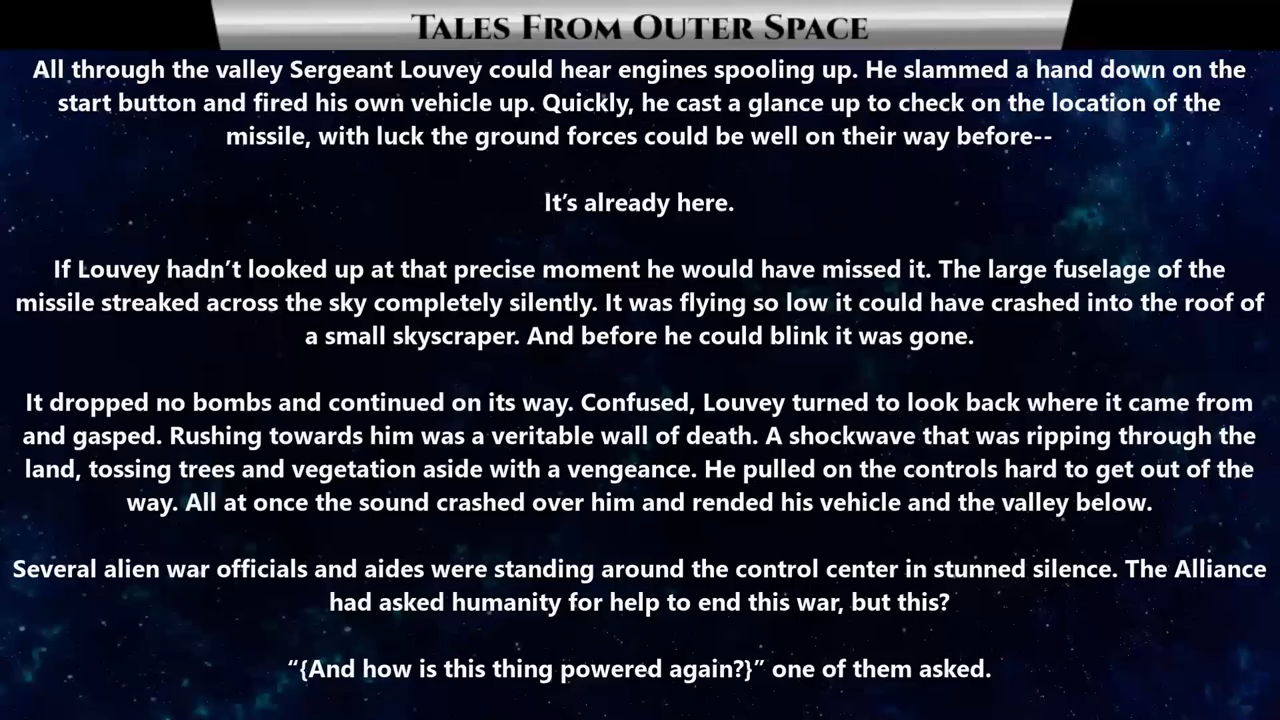 Tales From Outer Space
All through the valley Sergeant Louvey could hear engines spooling up. He slammed a hand down on the
start button and fired his own vehicle up. Quickly, he cast a glance up to check on the location of the
missile, with luck the ground forces could be well on their way before--
It’s already here.
If Louvey hadn’t looked up at that precise moment he would have missed it. The large fuselage of the
missile streaked across the sky completely silently. It was flying so low it could have crashed into the roof of
a small skyscraper. And before he could blink it was gone.
It dropped no bombs and continued on its way. Confused, Louvey turned to look back where it came from
and gasped. Rushing towards him was a veritable wall of death. A shockwave that was ripping through the
land, tossing trees and vegetation aside with a vengeance. He pulled on the controls hard to get out of the
way. All at once the sound crashed over him and rended his vehicle and the valley below.
Several alien war officials and aides were standing around the control center in stunned silence. The Alliance
had asked humanity for help to end this war, but this?
“{And how is this thing powered again?}” one of them asked.